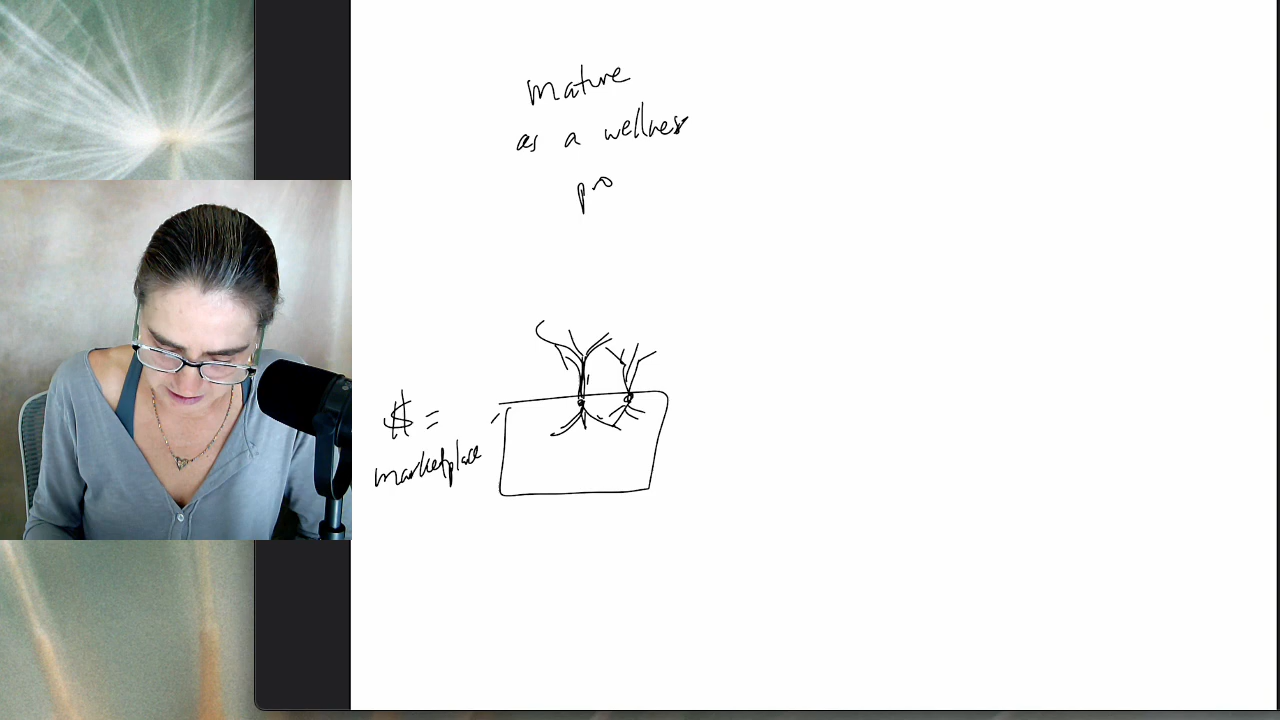 mature
as a wellness
pro
$ =
marketplace